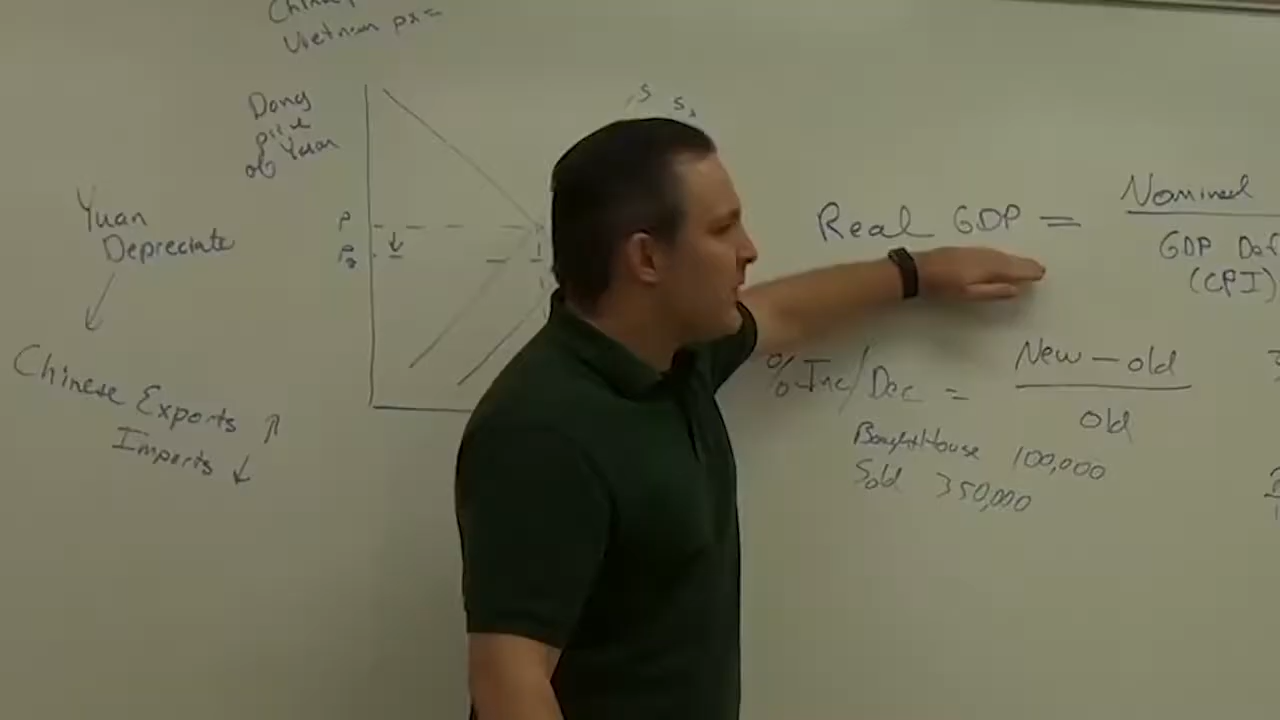 Vietnam px=
Dong
price
of Yuan
S S₂
P
P₂
Yuan
Depreciate
Chinese Exports ↑
Imports ↓
Real GDP = Nominal
GDP Def
(CPI)
% Inc/Dec = New - old
old
Bought House 100,000
Sold 350,000